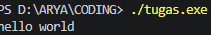 PS D:\ARYA\CODING> ./tugas.exe
hello world